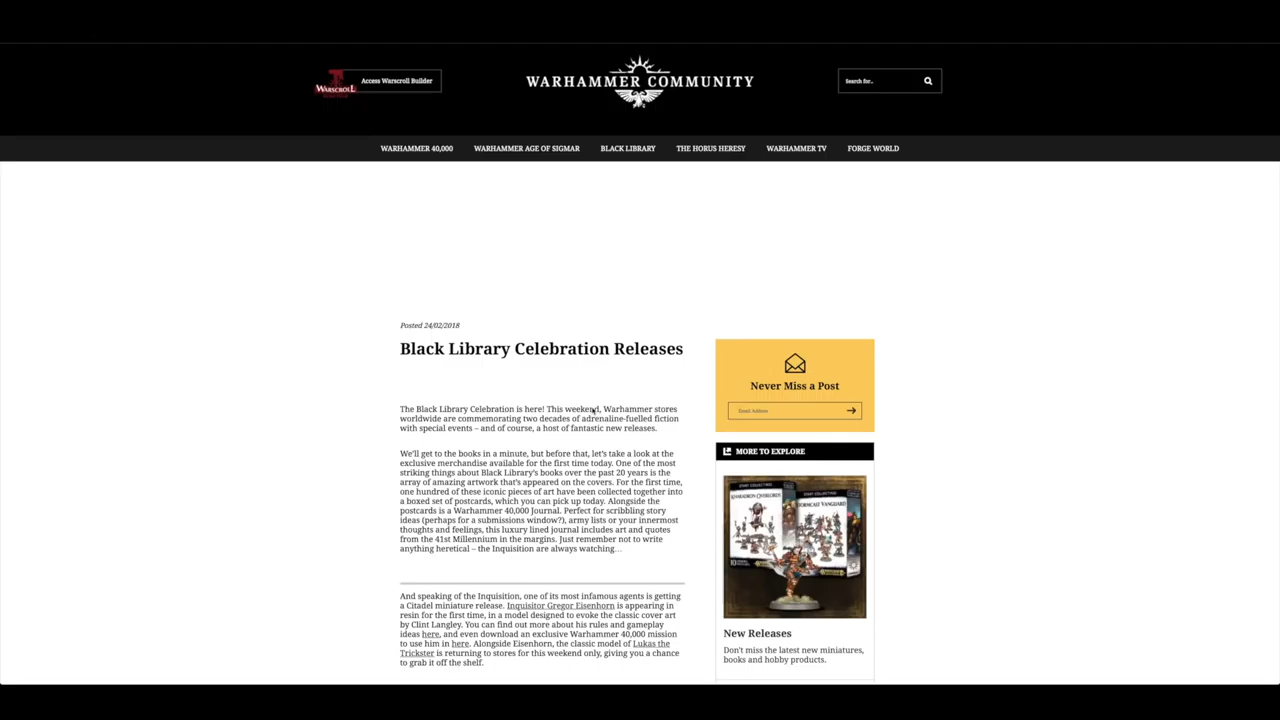 WARSCROLL
Access Warscroll Builder
WARHAMMER COMMUNITY
Search for..
WARHAMMER 40,000 WARHAMMER AGE OF SIGMAR BLACK LIBRARY THE HORUS HERESY WARHAMMER TV FORGE WORLD
Posted 24/02/2018
Black Library Celebration Releases
The Black Library Celebration is here! This weekend, Warhammer stores
worldwide are commemorating two decades of adrenaline-fuelled fiction
with special events – and of course, a host of fantastic new releases.
We'll get to the books in a minute, but before that, let's take a look at the
exclusive merchandise available for the first time today. One of the most
striking things about Black Library's books over the past 20 years is the
array of amazing artwork that's appeared on the covers. For the first time,
one hundred of these iconic pieces of art have been collected together into
a boxed set of postcards, which you can pick up today. Alongside the
postcards is a Warhammer 40,000 Journal. Perfect for scribbling story
ideas (perhaps for a submissions window?), army lists or your innermost
thoughts and feelings, this luxury lined journal includes art and quotes
from the 41st Millennium in the margins. Just remember not to write
anything heretical – the Inquisition are always watching…
And speaking of the Inquisition, one of its most infamous agents is getting
a Citadel miniature release. Inquisitor Gregor Eisenhorn is appearing in
resin for the first time, in a model designed to evoke the classic cover art
by Clint Langley. You can find out more about his rules and gameplay
ideas here, and even download an exclusive Warhammer 40,000 mission
to use him in here. Alongside Eisenhorn, the classic model of Lukas the
Trickster is returning to stores for this weekend only, giving you a chance
to grab it off the shelf.
Never Miss a Post
Email Address
MORE TO EXPLORE
KHARADRON OVERLORDS
STORMCAST VANGUARD
New Releases
Don't miss the latest new miniatures,
books and hobby products.